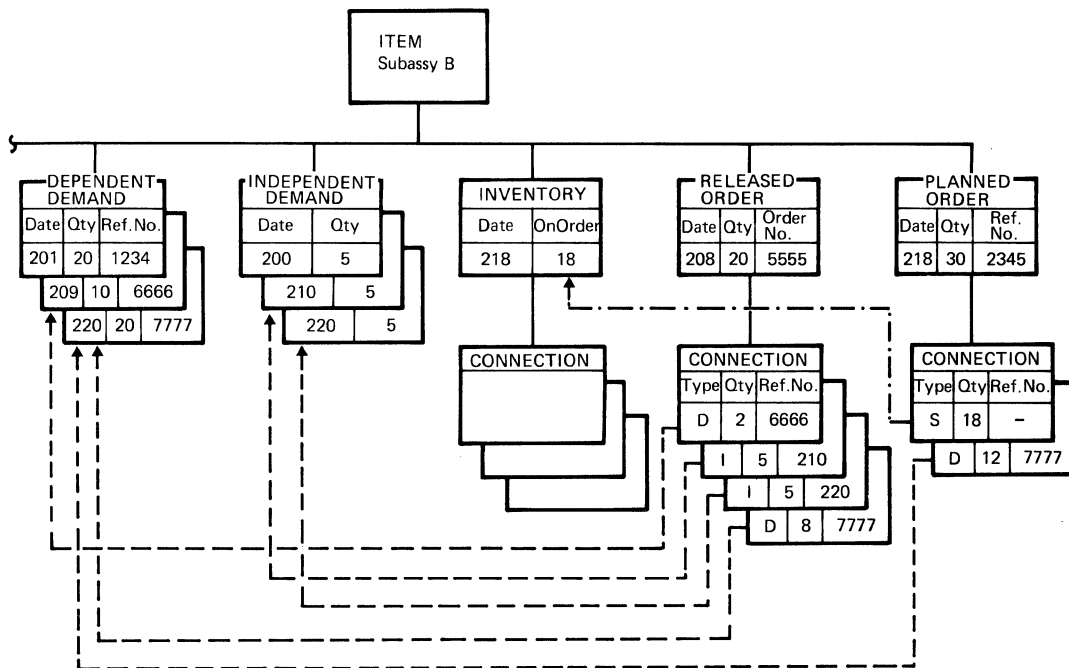 ITEM
Subassy B
DEPENDENT
DEMAND
Date Qty Ref.No.
201 20 1234
209 10 6666
220 20 7777
INDEPENDENT
DEMAND
Date Qty
200 5
210 5
220 5
INVENTORY
Date OnOrder
218 18
RELEASED
ORDER
Date Qty Order No.
208 20 5555
PLANNED
ORDER
Date Qty Ref. No.
218 30 2345
CONNECTION
CONNECTION
Type Qty Ref.No.
D 2 6666
I 5 210
I 5 220
D 8 7777
CONNECTION
Type Qty Ref.No.
S 18 –
D 12 7777